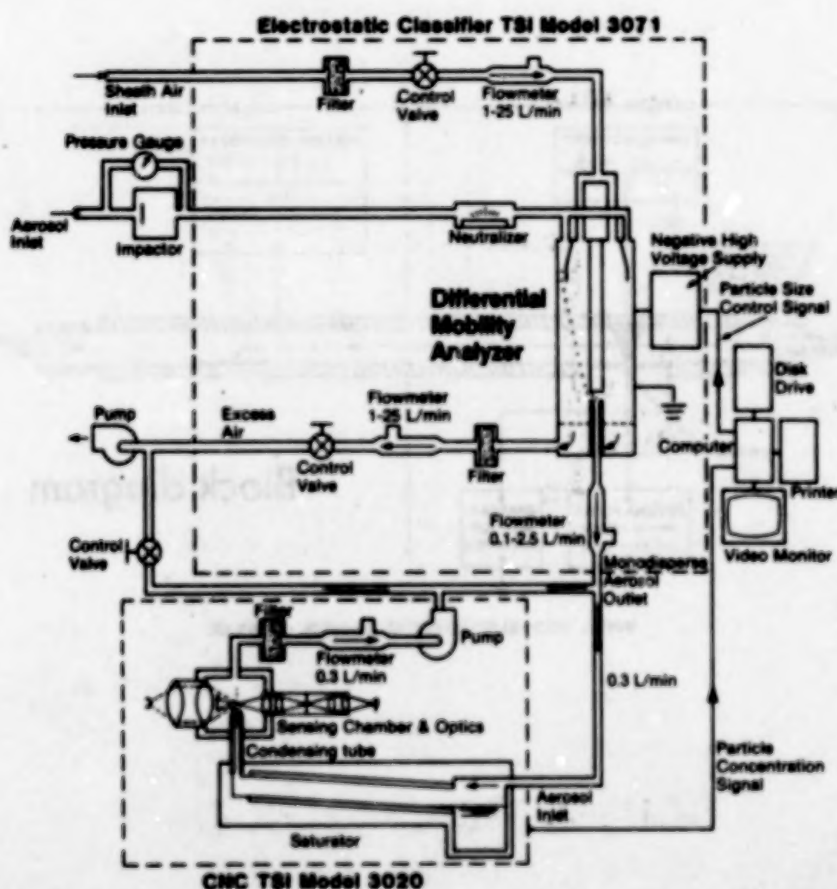 Electrostatic Classifier TSI Model 3071
Sheath Air
Inlet
Filter
Control
Valve
Flowmeter
1-25 L/min
Pressure Gauge
Aerosol
Inlet
Impactor
Neutralizer
Negative High
Voltage Supply
Particle Size
Control Signal
Differential
Mobility
Analyzer
Disk
Drive
Pump
Excess
Air
Flowmeter
1-25 L/min
Control
Valve
Filter
Computer
Printer
Video Monitor
Block diagram
Flowmeter
0.1-2.5 L/min
Control
Valve
Monodisperse
Aerosol
Outlet
Filter
Pump
Flowmeter
0.3 L/min
0.3 L/min
Sensing Chamber & Optics
Condensing tube
Particle
Concentration
Signal
Aerosol
Inlet
Saturator
CNC TSI Model 3020